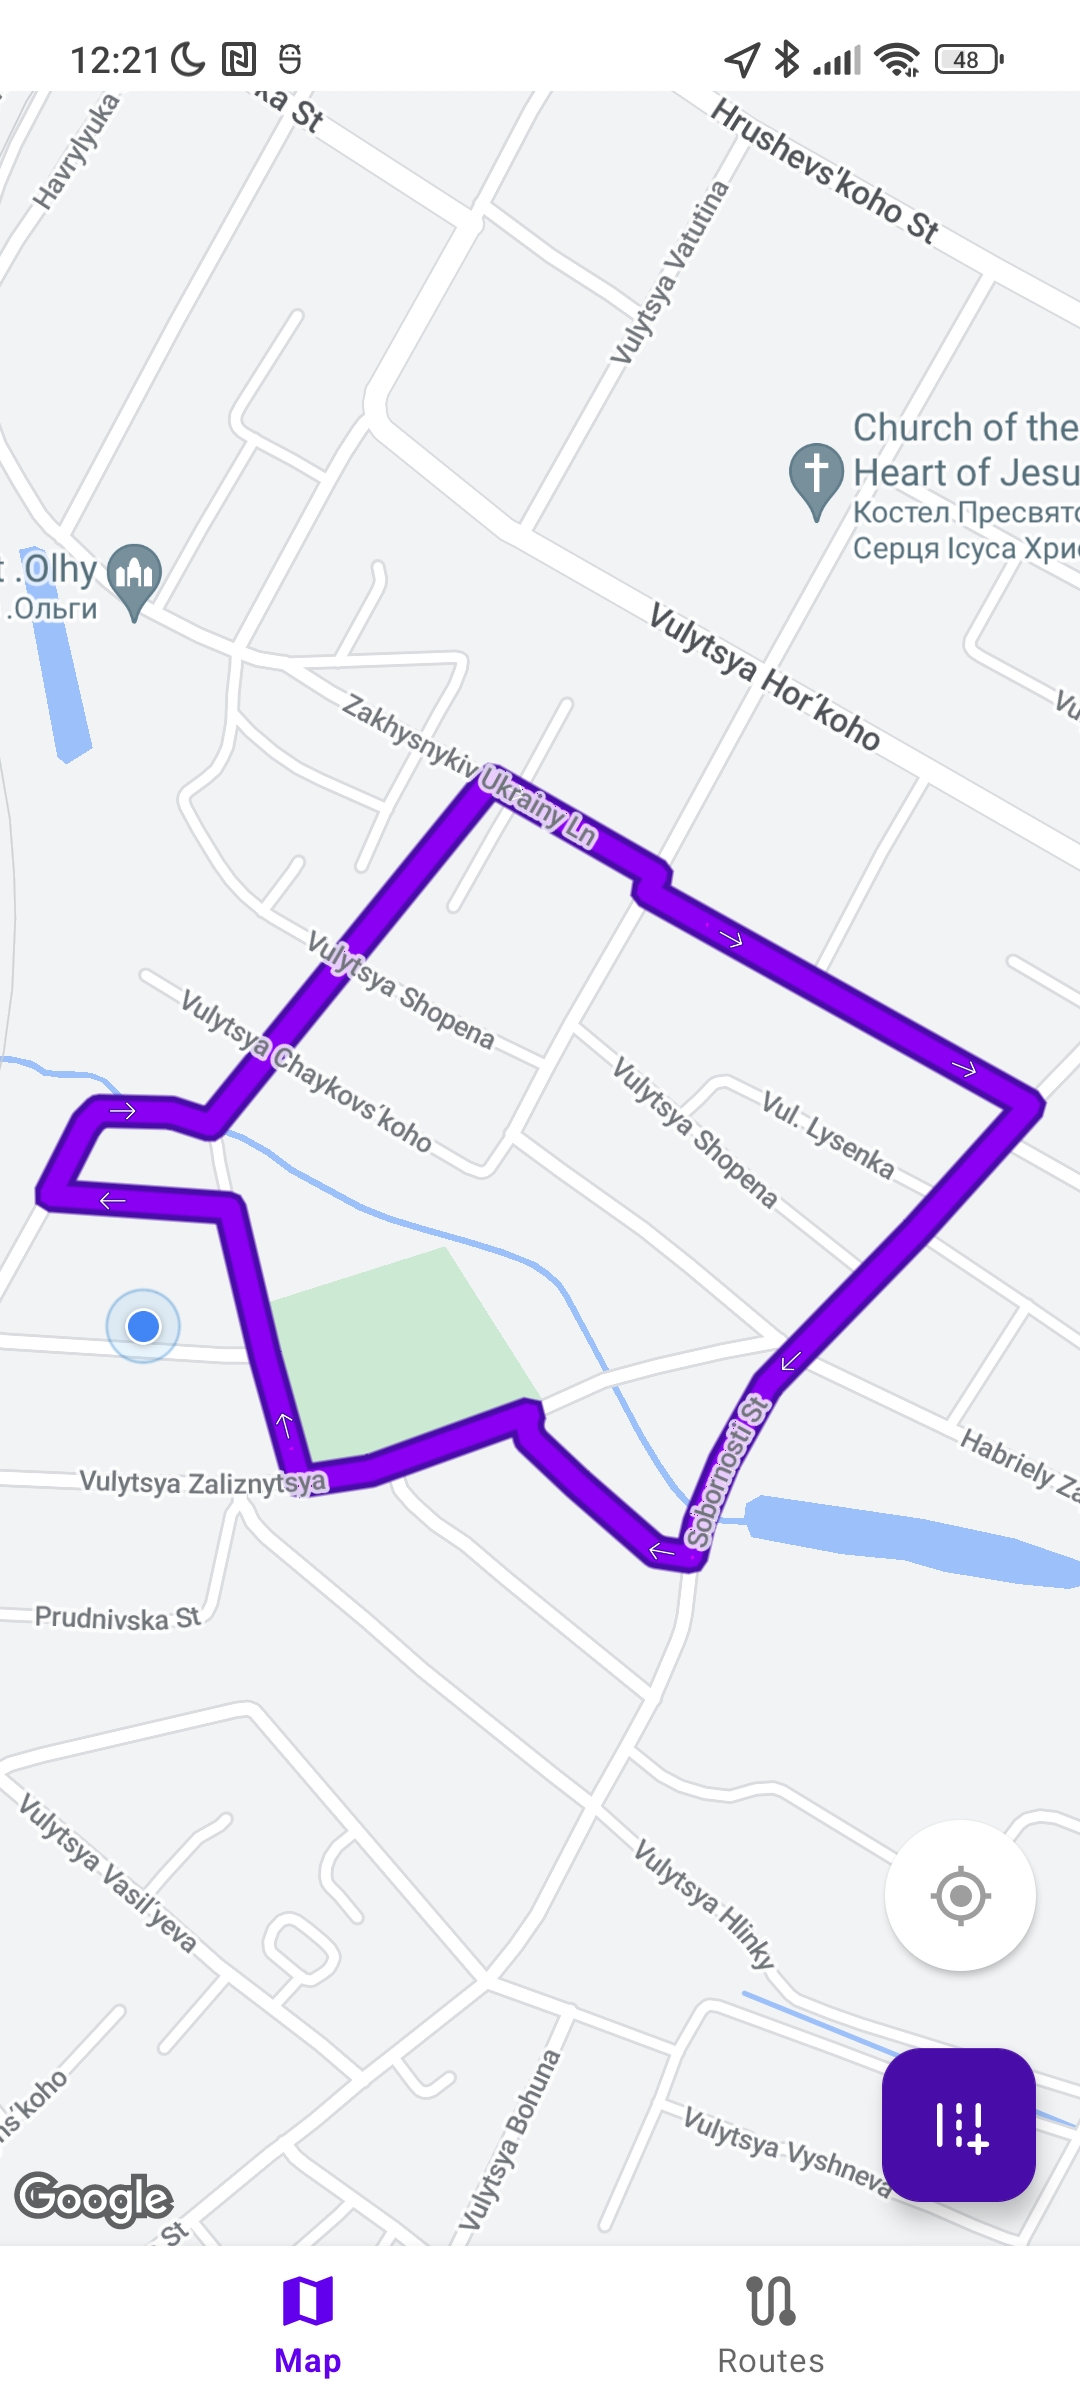 12:21
48
ka St
Havrylyuka
Hrushevs'koho St
Vulytsya Vatutina
Church of the
Heart of Jesu
Костел Пресвято
Серця Ісуса Хри
t .Olhy
.Ольги
Vulytsya Hor'koho
Vu
Zakhysnykiv Ukrainy Ln
Vulytsya Shopena
Vulytsya Chaykovs'koho
Vulytsya Shopena
Vul. Lysenka
Sobornosti St
Habriely Za
Vulytsya Zaliznytsya
Prudnivska St
Vulytsya Vasil'yeva
Vulytsya Hlinky
Vulytsya Bohuna
Vulytsya Vyshneva
ns'koho
St
Google
Map
Routes